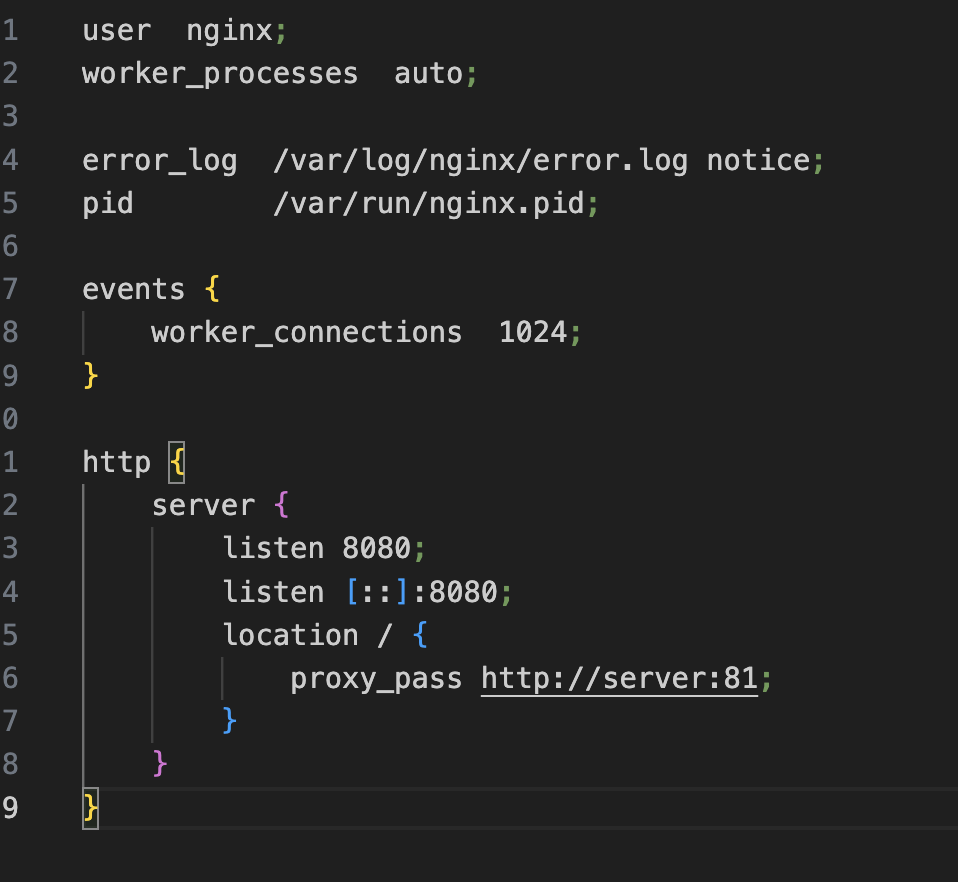 1 user  nginx;
2 worker_processes  auto;
3
4 error_log  /var/log/nginx/error.log notice;
5 pid        /var/run/nginx.pid;
6
7 events {
8     worker_connections  1024;
9 }
0
1 http {
2     server {
3         listen 8080;
4         listen [::]:8080;
5         location / {
6             proxy_pass http://server:81;
7         }
8     }
9 }